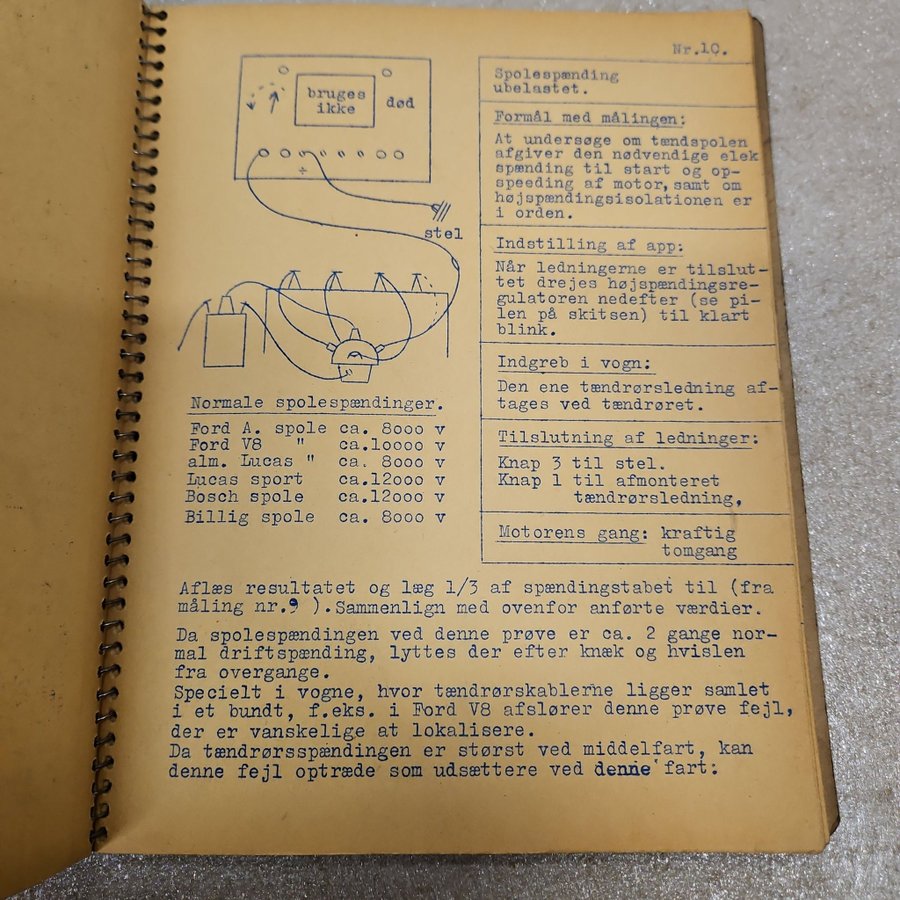 Nr.10.
bruges
ikke
død
÷
stel
Spolespænding
ubelastet.
Formål med målingen:
At undersøge om tændspolen
afgiver den nødvendige elek
spænding til start og op-
speeding af motor, samt om
højspændingsisolationen er
i orden.
Indstilling af app:
Når ledningerne er tilslut-
tet drejes højspændingsre-
gulatoren nedefter (se pi-
len på skitsen) til klart
blink.
Indgreb i vogn:
Den ene tændrørsledning af-
tages ved tændrøret.
Tilslutning af ledninger:
Knap 3 til stel.
Knap 1 til afmonteret
tændrørsledning,
Motorens gang: kraftig
tomgang
Normale spolespændinger.
Ford A. spole ca. 8000 v
Ford V8 " ca.10000 v
alm. Lucas " ca. 8000 v
Lucas sport ca.12000 v
Bosch spole ca.12000 v
Billig spole ca. 8000 v
Aflæs resultatet og læg 1/3 af spændingstabet til (fra
måling nr.9 ).Sammenlign med ovenfor anførte værdier.
Da spolespændingen ved denne prøve er ca. 2 gange nor-
mal driftspænding, lyttes der efter knæk og hvislen
fra overgange.
Specielt i vogne, hvor tændrørskablerne ligger samlet
i et bundt, f.eks. i Ford V8 afslører denne prøve fejl,
der er vanskelige at lokalisere.
Da tændrørsspændingen er størst ved middelfart, kan
denne fejl optræde som udsættere ved denne fart: